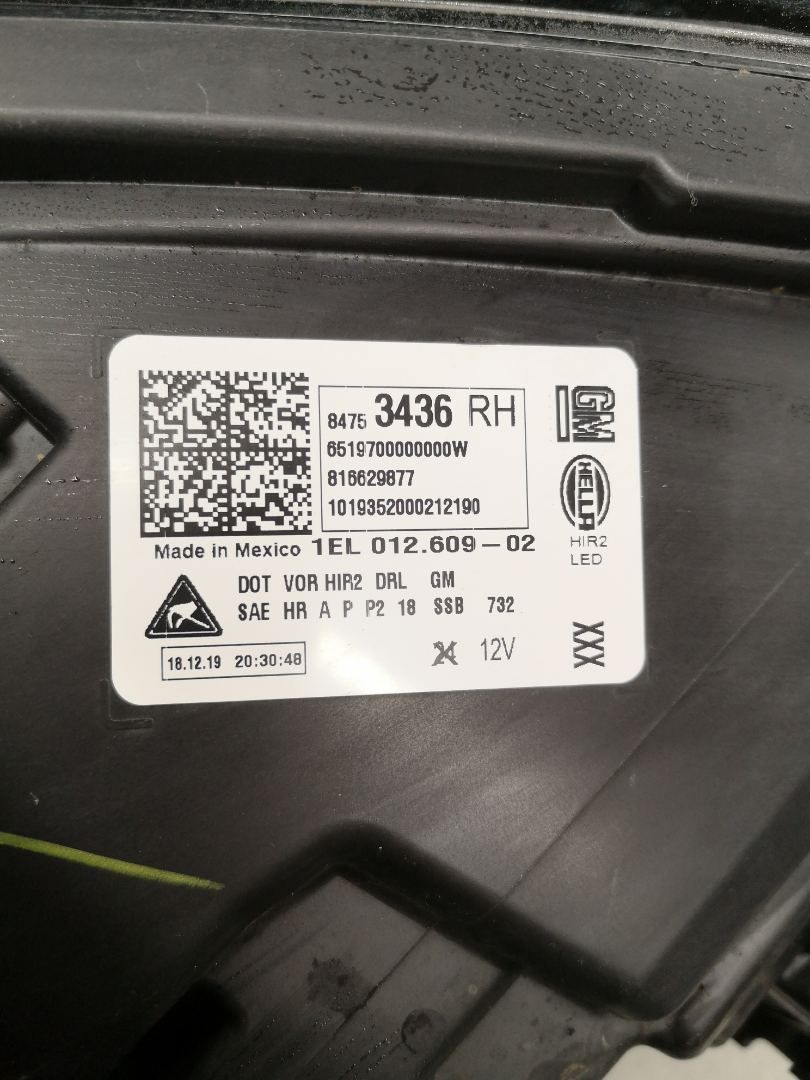 8475 3436 RH
6519700000000W
816629877
1019352000212190
GM
HELLA
HIR2
LED
Made in Mexico 1EL 012.609-02
DOT VOR HIR2 DRL GM
SAE HR A P P2 18 SSB 732
18.12.19 20:30:48
12V
XXX